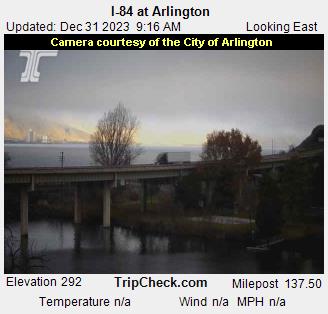 I-84 at Arlington
Updated: Dec 31 2023 9:16 AM Looking East
Camera courtesy of the City of Arlington
Elevation 292 TripCheck.com Milepost 137.50
Temperature n/a Wind n/a MPH n/a